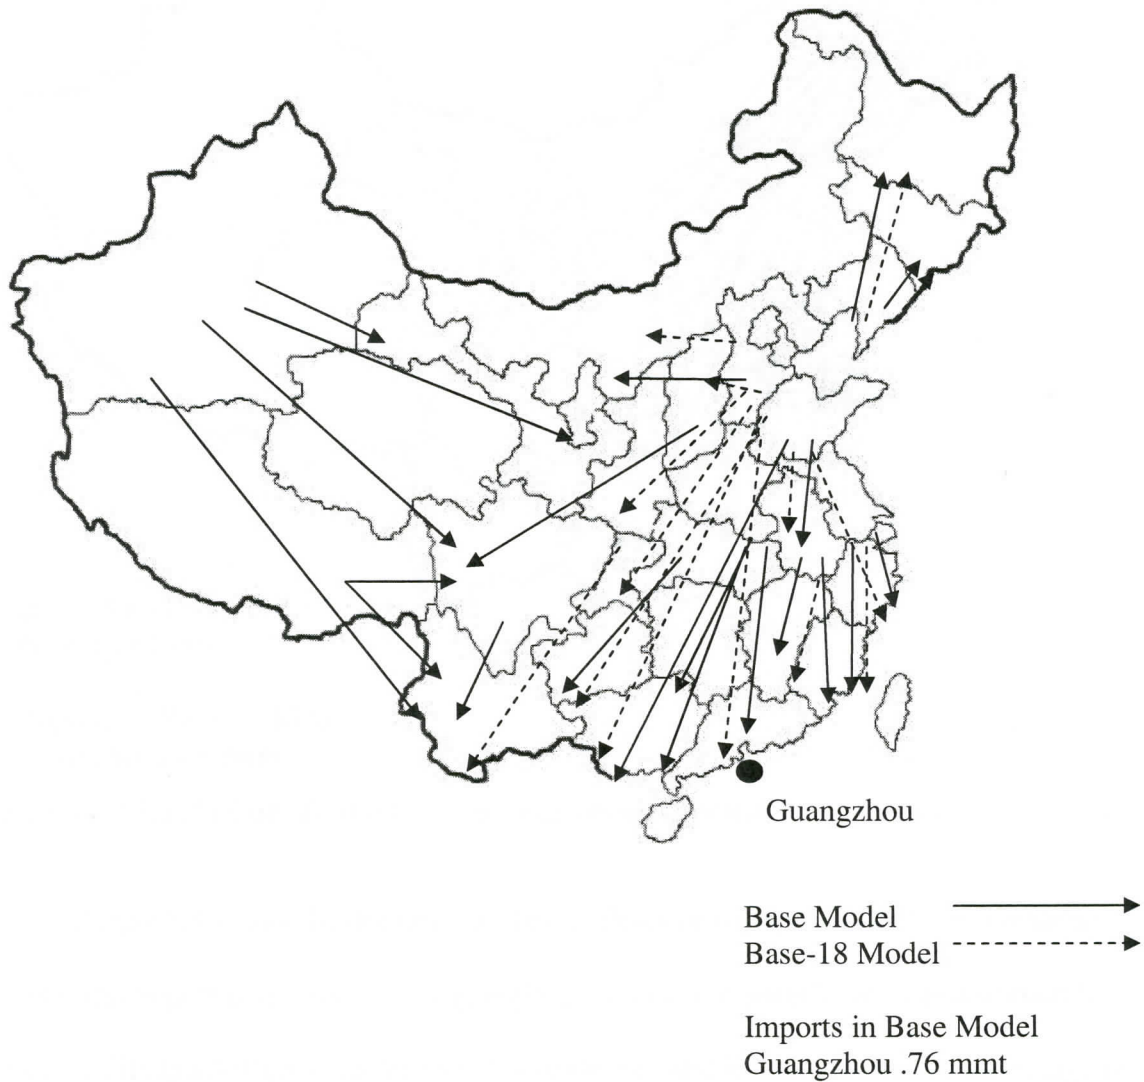 Guangzhou
Base Model
Base-18 Model
Imports in Base Model
Guangzhou .76 mmt